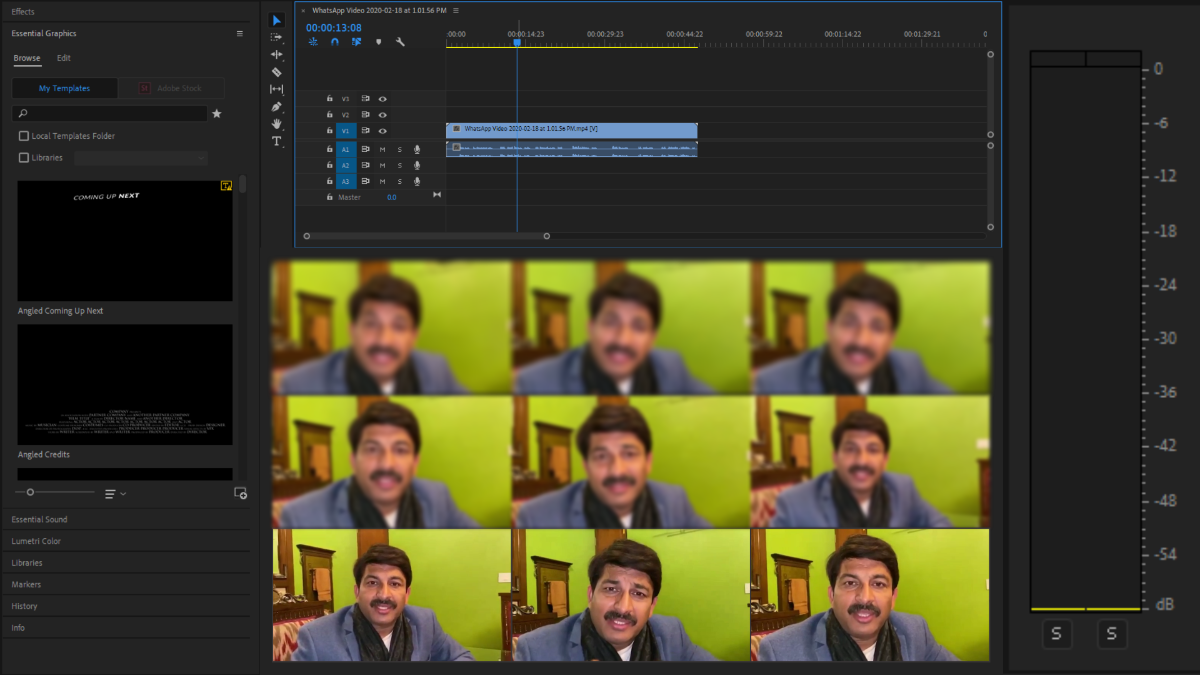 Effects
Essential Graphics
Browse Edit
My Templates Adobe Stock
Local Templates Folder
Libraries
COMING UP NEXT
Angled Coming Up Next
Angled Credits
Essential Sound
Lumetri Color
Libraries
Markers
History
Info
WhatsApp Video 2020-02-18 at 1.01.56 PM
00:00:13:08
:00:00 00:00:14:23 00:00:29:23 00:00:44:22 00:00:59:22 00:01:14:22 00:01:29:21 0
V3
V2
V1 WhatsApp Video 2020-02-18 at 1.01.56 PM.mp4 [V]
A1 M S
A2 M S
A3 M S
Master 0.0
0
-6
-12
-18
-24
-30
-36
-42
-48
-54
dB
S S